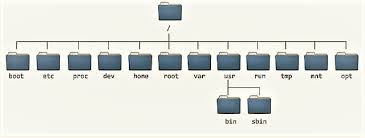 /
boot etc proc dev home root var usr run tmp mnt opt
bin sbin